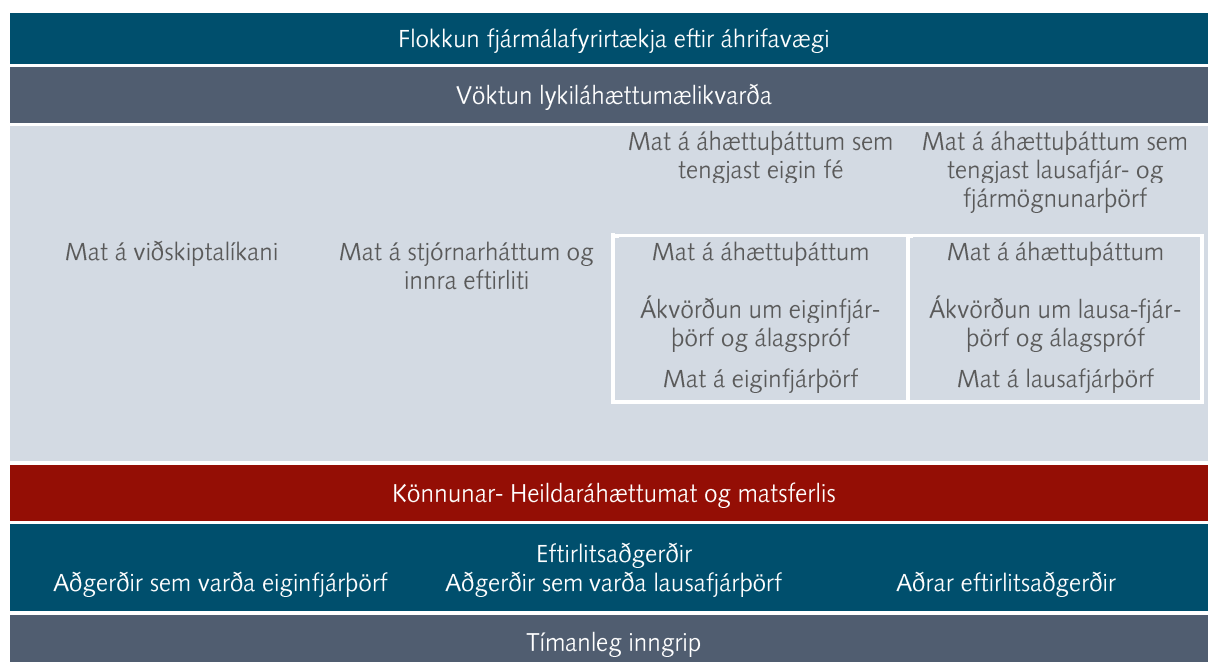 Flokkun fjármálafyrirtækja eftir áhrifavægi
Vöktun lykiláhættumælikvarða
Mat á viðskiptalíkani
Mat á stjórnarháttum og
innra eftirliti
Mat á áhættuþáttum sem
tengjast eigin fé
Mat á áhættuþáttum
Ákvörðun um eiginfjár-
þörf og álagspróf
Mat á eiginfjárþörf
Mat á áhættuþáttum sem
tengjast lausafjár- og
fjármögnunarþörf
Mat á áhættuþáttum
Ákvörðun um lausa-fjár-
þörf og álagspróf
Mat á lausafjárþörf
Könnunar- Heildaráhættumat og matsferlis
Eftirlitsaðgerðir
Aðgerðir sem varða eiginfjárþörf
Aðgerðir sem varða lausafjárþörf
Aðrar eftirlitsaðgerðir
Tímanleg inngrip